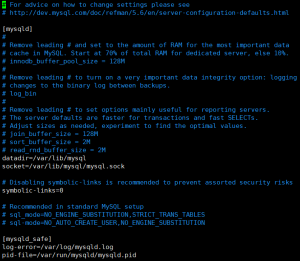 # For advice on how to change settings please see
# http://dev.mysql.com/doc/refman/5.6/en/server-configuration-defaults.html

[mysqld]
#
# Remove leading # and set to the amount of RAM for the most important data
# cache in MySQL. Start at 70% of total RAM for dedicated server, else 10%.
# innodb_buffer_pool_size = 128M
#
# Remove leading # to turn on a very important data integrity option: logging
# changes to the binary log between backups.
# log_bin
#
# Remove leading # to set options mainly useful for reporting servers.
# The server defaults are faster for transactions and fast SELECTs.
# Adjust sizes as needed, experiment to find the optimal values.
# join_buffer_size = 128M
# sort_buffer_size = 2M
# read_rnd_buffer_size = 2M
datadir=/var/lib/mysql
socket=/var/lib/mysql/mysql.sock

# Disabling symbolic-links is recommended to prevent assorted security risks
symbolic-links=0

# Recommended in standard MySQL setup
# sql_mode=NO_ENGINE_SUBSTITUTION,STRICT_TRANS_TABLES
# sql-mode=NO_AUTO_CREATE_USER,NO_ENGINE_SUBSTITUTION

[mysqld_safe]
log-error=/var/log/mysqld.log
pid-file=/var/run/mysqld/mysqld.pid